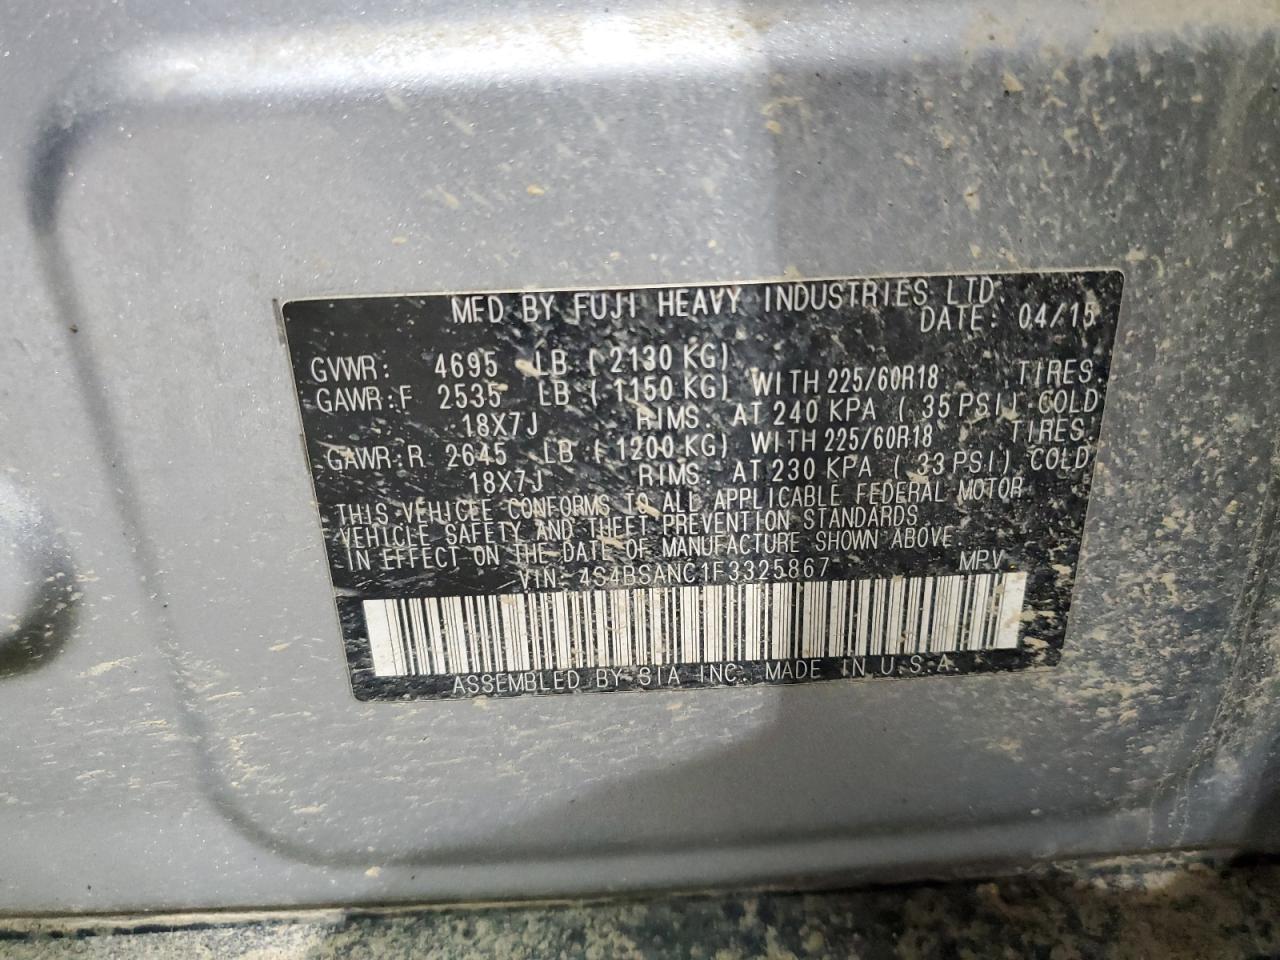 MFD BY FUJI HEAVY INDUSTRIES LTD.
DATE: 04/15
GVWR: 4695 LB ( 2130 KG)
GAWR:F 2535 LB ( 1150 KG) WITH 225/60R18 TIRES,
18X7J RIMS. AT 240 KPA ( 35 PSI) COLD
GAWR:R 2645 LB ( 1200 KG) WITH 225/60R18 TIRES.
18X7J RIMS. AT 230 KPA ( 33 PSI) COLD
THIS VEHICLE CONFORMS TO ALL APPLICABLE FEDERAL MOTOR
VEHICLE SAFETY AND THEFT PREVENTION STANDARDS
IN EFFECT ON THE DATE OF MANUFACTURE SHOWN ABOVE.
VIN: 4S4BSANC1F3325867 MPV
ASSEMBLED BY SIA INC. MADE IN U.S.A.